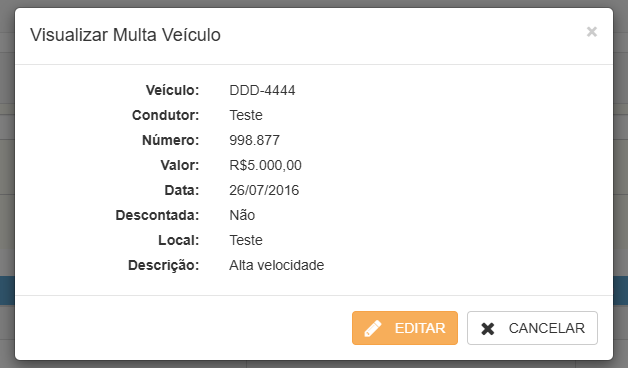 Visualizar Multa Veículo ×
Veículo: DDD-4444
Condutor: Teste
Número: 998.877
Valor: R$5.000,00
Data: 26/07/2016
Descontada: Não
Local: Teste
Descrição: Alta velocidade
EDITAR CANCELAR